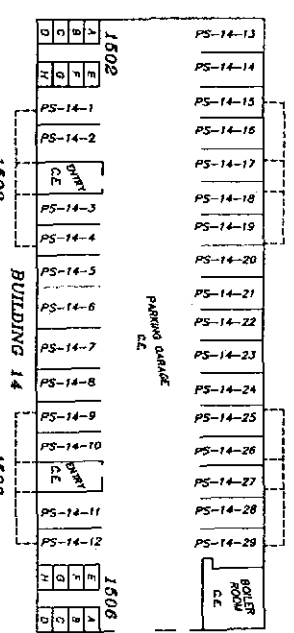 D C B A
1502
H G F E
PS-14-1
PS-14-2
ENTRY
C.E.
PS-14-3
PS-14-4
PS-14-5
PS-14-6
PS-14-7
PS-14-8
PS-14-9
PS-14-10
ENTRY
C.E.
PS-14-11
PS-14-12
H G F E
1506
D C B A
BUILDING 14
PARKING GARAGE
C.E.
PS-14-13
PS-14-14
PS-14-15
PS-14-16
PS-14-17
PS-14-18
PS-14-19
PS-14-20
PS-14-21
PS-14-22
PS-14-23
PS-14-24
PS-14-25
PS-14-26
PS-14-27
PS-14-28
PS-14-29
BOILER
ROOM
C.E.